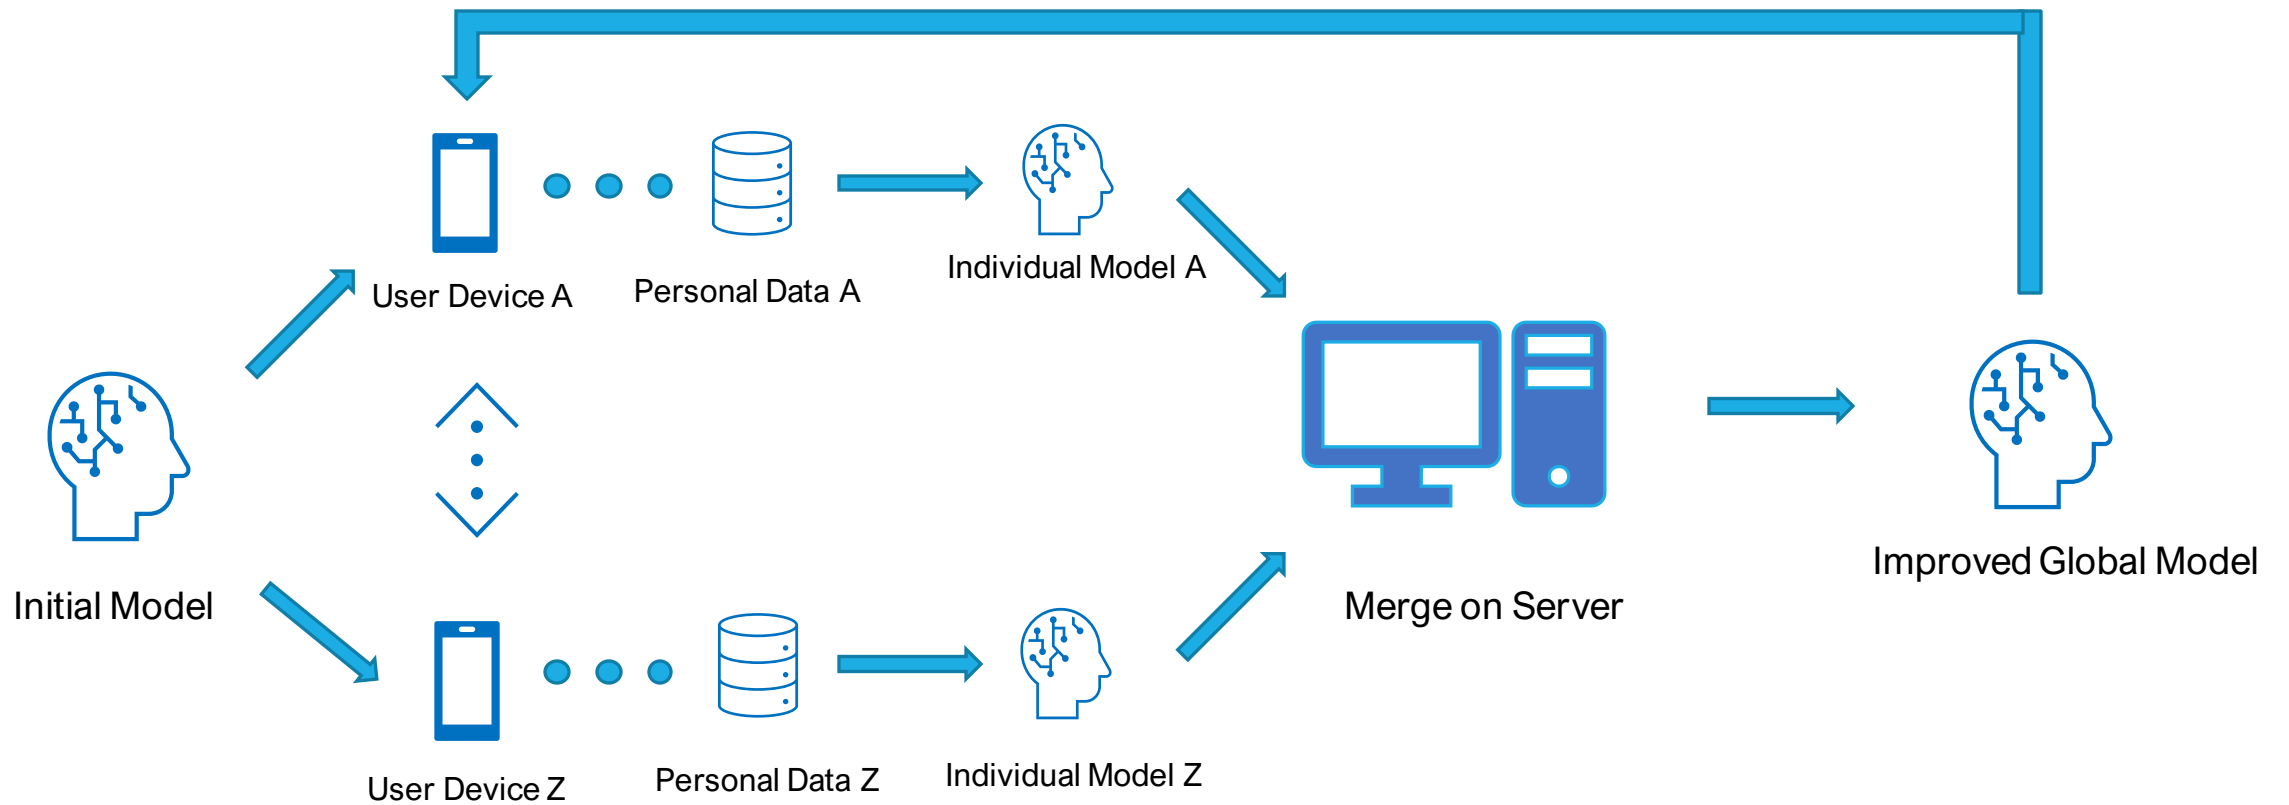 User Device A
Personal Data A
Individual Model A
Initial Model
Merge on Server
Improved Global Model
User Device Z
Personal Data Z
Individual Model Z